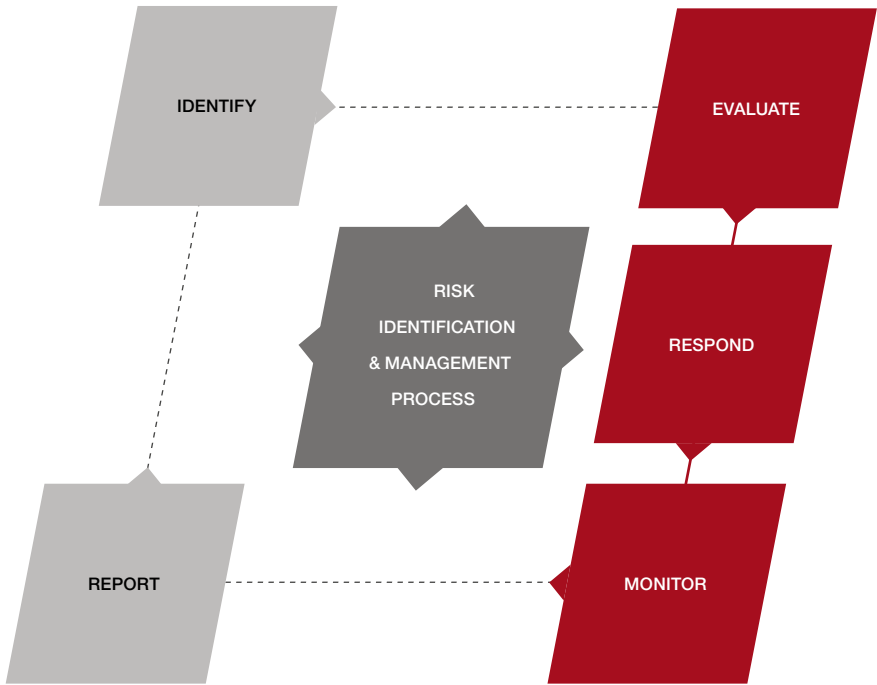 IDENTIFY
EVALUATE
RISK
IDENTIFICATION
& MANAGEMENT
PROCESS
RESPOND
REPORT
MONITOR